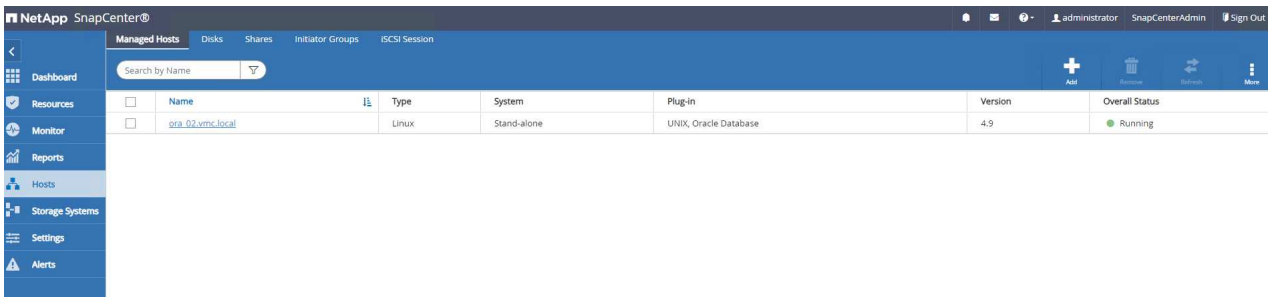 NetApp SnapCenter®
administrator SnapCenterAdmin Sign Out
Managed Hosts Disks Shares Initiator Groups iSCSI Session
Search by Name
Add Remove Refresh More
Dashboard
Resources
Monitor
Reports
Hosts
Storage Systems
Settings
Alerts
Name Type System Plug-in Version Overall Status
ora_02.vmc.local Linux Stand-alone UNIX, Oracle Database 4.9 Running